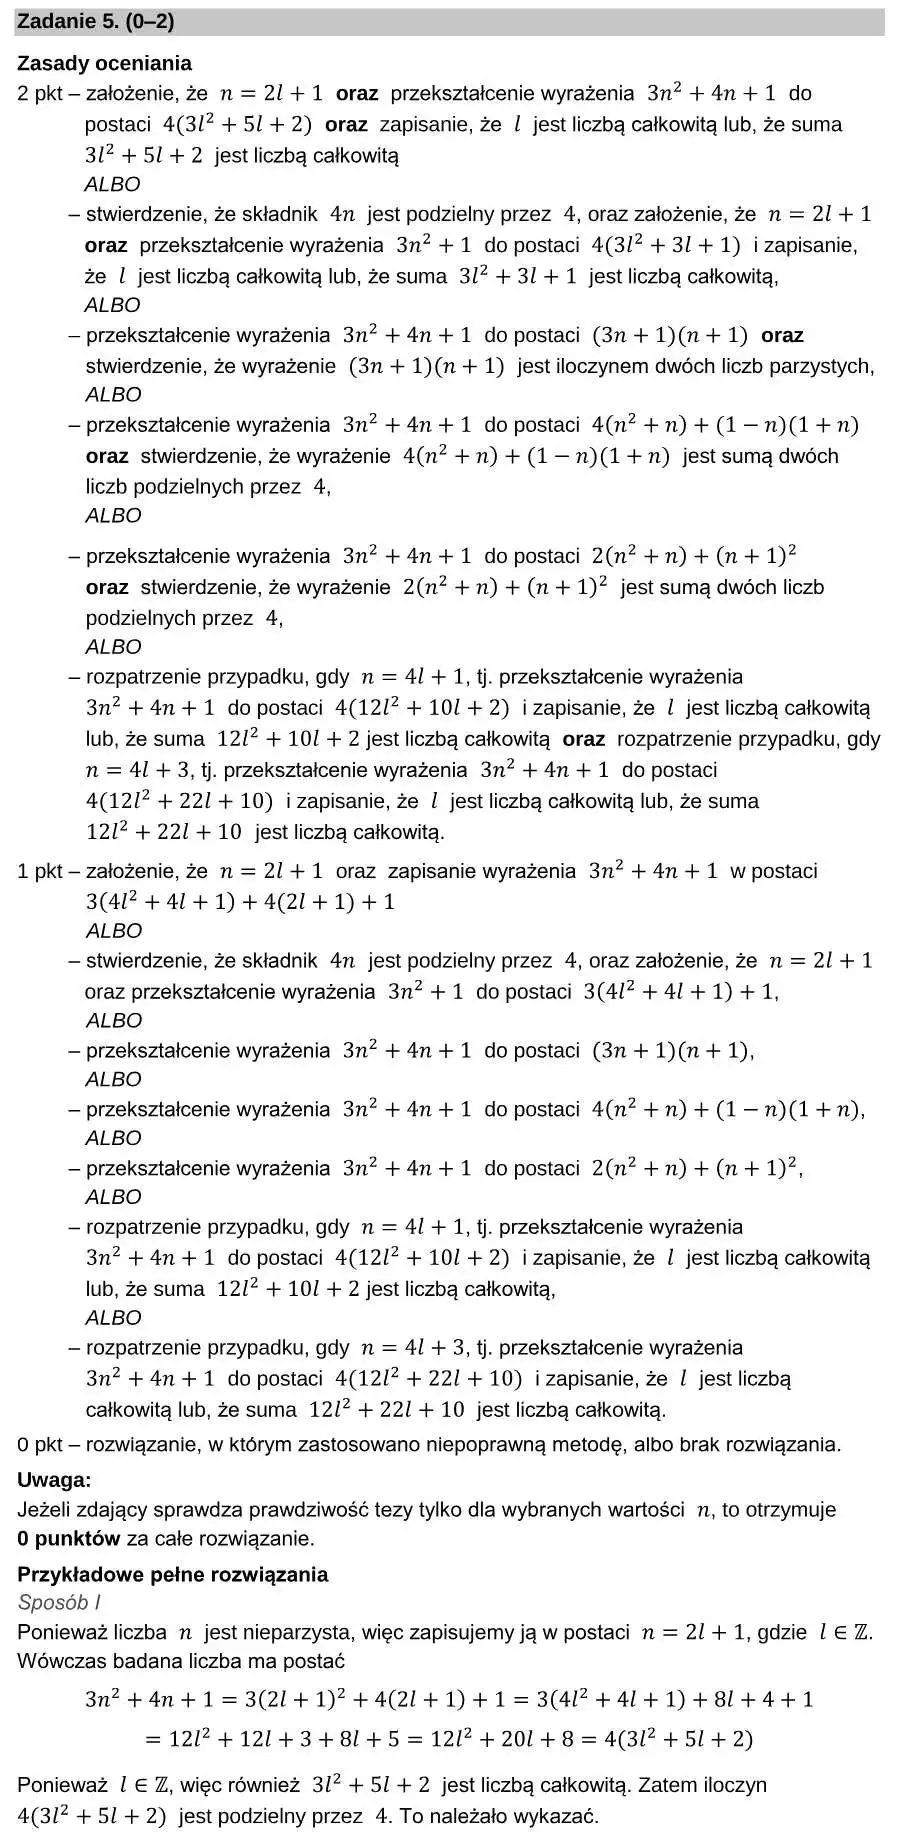 Zadanie 5. (0–2)
Zasady oceniania
2 pkt – założenie, że n = 2l + 1 oraz przekształcenie wyrażenia 3n² + 4n + 1 do
postaci 4(3l² + 5l + 2) oraz zapisanie, że l jest liczbą całkowitą lub, że suma
3l² + 5l + 2 jest liczbą całkowitą
ALBO
– stwierdzenie, że składnik 4n jest podzielny przez 4, oraz założenie, że n = 2l + 1
oraz przekształcenie wyrażenia 3n² + 1 do postaci 4(3l² + 3l + 1) i zapisanie,
że l jest liczbą całkowitą lub, że suma 3l² + 3l + 1 jest liczbą całkowitą,
ALBO
– przekształcenie wyrażenia 3n² + 4n + 1 do postaci (3n + 1)(n + 1) oraz
stwierdzenie, że wyrażenie (3n + 1)(n + 1) jest iloczynem dwóch liczb parzystych,
ALBO
– przekształcenie wyrażenia 3n² + 4n + 1 do postaci 4(n² + n) + (1 − n)(1 + n)
oraz stwierdzenie, że wyrażenie 4(n² + n) + (1 − n)(1 + n) jest sumą dwóch
liczb podzielnych przez 4,
ALBO
– przekształcenie wyrażenia 3n² + 4n + 1 do postaci 2(n² + n) + (n + 1)²
oraz stwierdzenie, że wyrażenie 2(n² + n) + (n + 1)² jest sumą dwóch liczb
podzielnych przez 4,
ALBO
– rozpatrzenie przypadku, gdy n = 4l + 1, tj. przekształcenie wyrażenia
3n² + 4n + 1 do postaci 4(12l² + 10l + 2) i zapisanie, że l jest liczbą całkowitą
lub, że suma 12l² + 10l + 2 jest liczbą całkowitą oraz rozpatrzenie przypadku, gdy
n = 4l + 3, tj. przekształcenie wyrażenia 3n² + 4n + 1 do postaci
4(12l² + 22l + 10) i zapisanie, że l jest liczbą całkowitą lub, że suma
12l² + 22l + 10 jest liczbą całkowitą.
1 pkt – założenie, że n = 2l + 1 oraz zapisanie wyrażenia 3n² + 4n + 1 w postaci
3(4l² + 4l + 1) + 4(2l + 1) + 1
ALBO
– stwierdzenie, że składnik 4n jest podzielny przez 4, oraz założenie, że n = 2l + 1
oraz przekształcenie wyrażenia 3n² + 1 do postaci 3(4l² + 4l + 1) + 1,
ALBO
– przekształcenie wyrażenia 3n² + 4n + 1 do postaci (3n + 1)(n + 1),
ALBO
– przekształcenie wyrażenia 3n² + 4n + 1 do postaci 4(n² + n) + (1 − n)(1 + n),
ALBO
– przekształcenie wyrażenia 3n² + 4n + 1 do postaci 2(n² + n) + (n + 1)²,
ALBO
– rozpatrzenie przypadku, gdy n = 4l + 1, tj. przekształcenie wyrażenia
3n² + 4n + 1 do postaci 4(12l² + 10l + 2) i zapisanie, że l jest liczbą całkowitą
lub, że suma 12l² + 10l + 2 jest liczbą całkowitą,
ALBO
– rozpatrzenie przypadku, gdy n = 4l + 3, tj. przekształcenie wyrażenia
3n² + 4n + 1 do postaci 4(12l² + 22l + 10) i zapisanie, że l jest liczbą
całkowitą lub, że suma 12l² + 22l + 10 jest liczbą całkowitą.
0 pkt – rozwiązanie, w którym zastosowano niepoprawną metodę, albo brak rozwiązania.
Uwaga:
Jeżeli zdający sprawdza prawdziwość tezy tylko dla wybranych wartości n, to otrzymuje
0 punktów za całe rozwiązanie.
Przykładowe pełne rozwiązania
Sposób I
Ponieważ liczba n jest nieparzysta, więc zapisujemy ją w postaci n = 2l + 1, gdzie l ∈ ℤ.
Wówczas badana liczba ma postać
3n² + 4n + 1 = 3(2l + 1)² + 4(2l + 1) + 1 = 3(4l² + 4l + 1) + 8l + 4 + 1
= 12l² + 12l + 3 + 8l + 5 = 12l² + 20l + 8 = 4(3l² + 5l + 2)
Ponieważ l ∈ ℤ, więc również 3l² + 5l + 2 jest liczbą całkowitą. Zatem iloczyn
4(3l² + 5l + 2) jest podzielny przez 4. To należało wykazać.